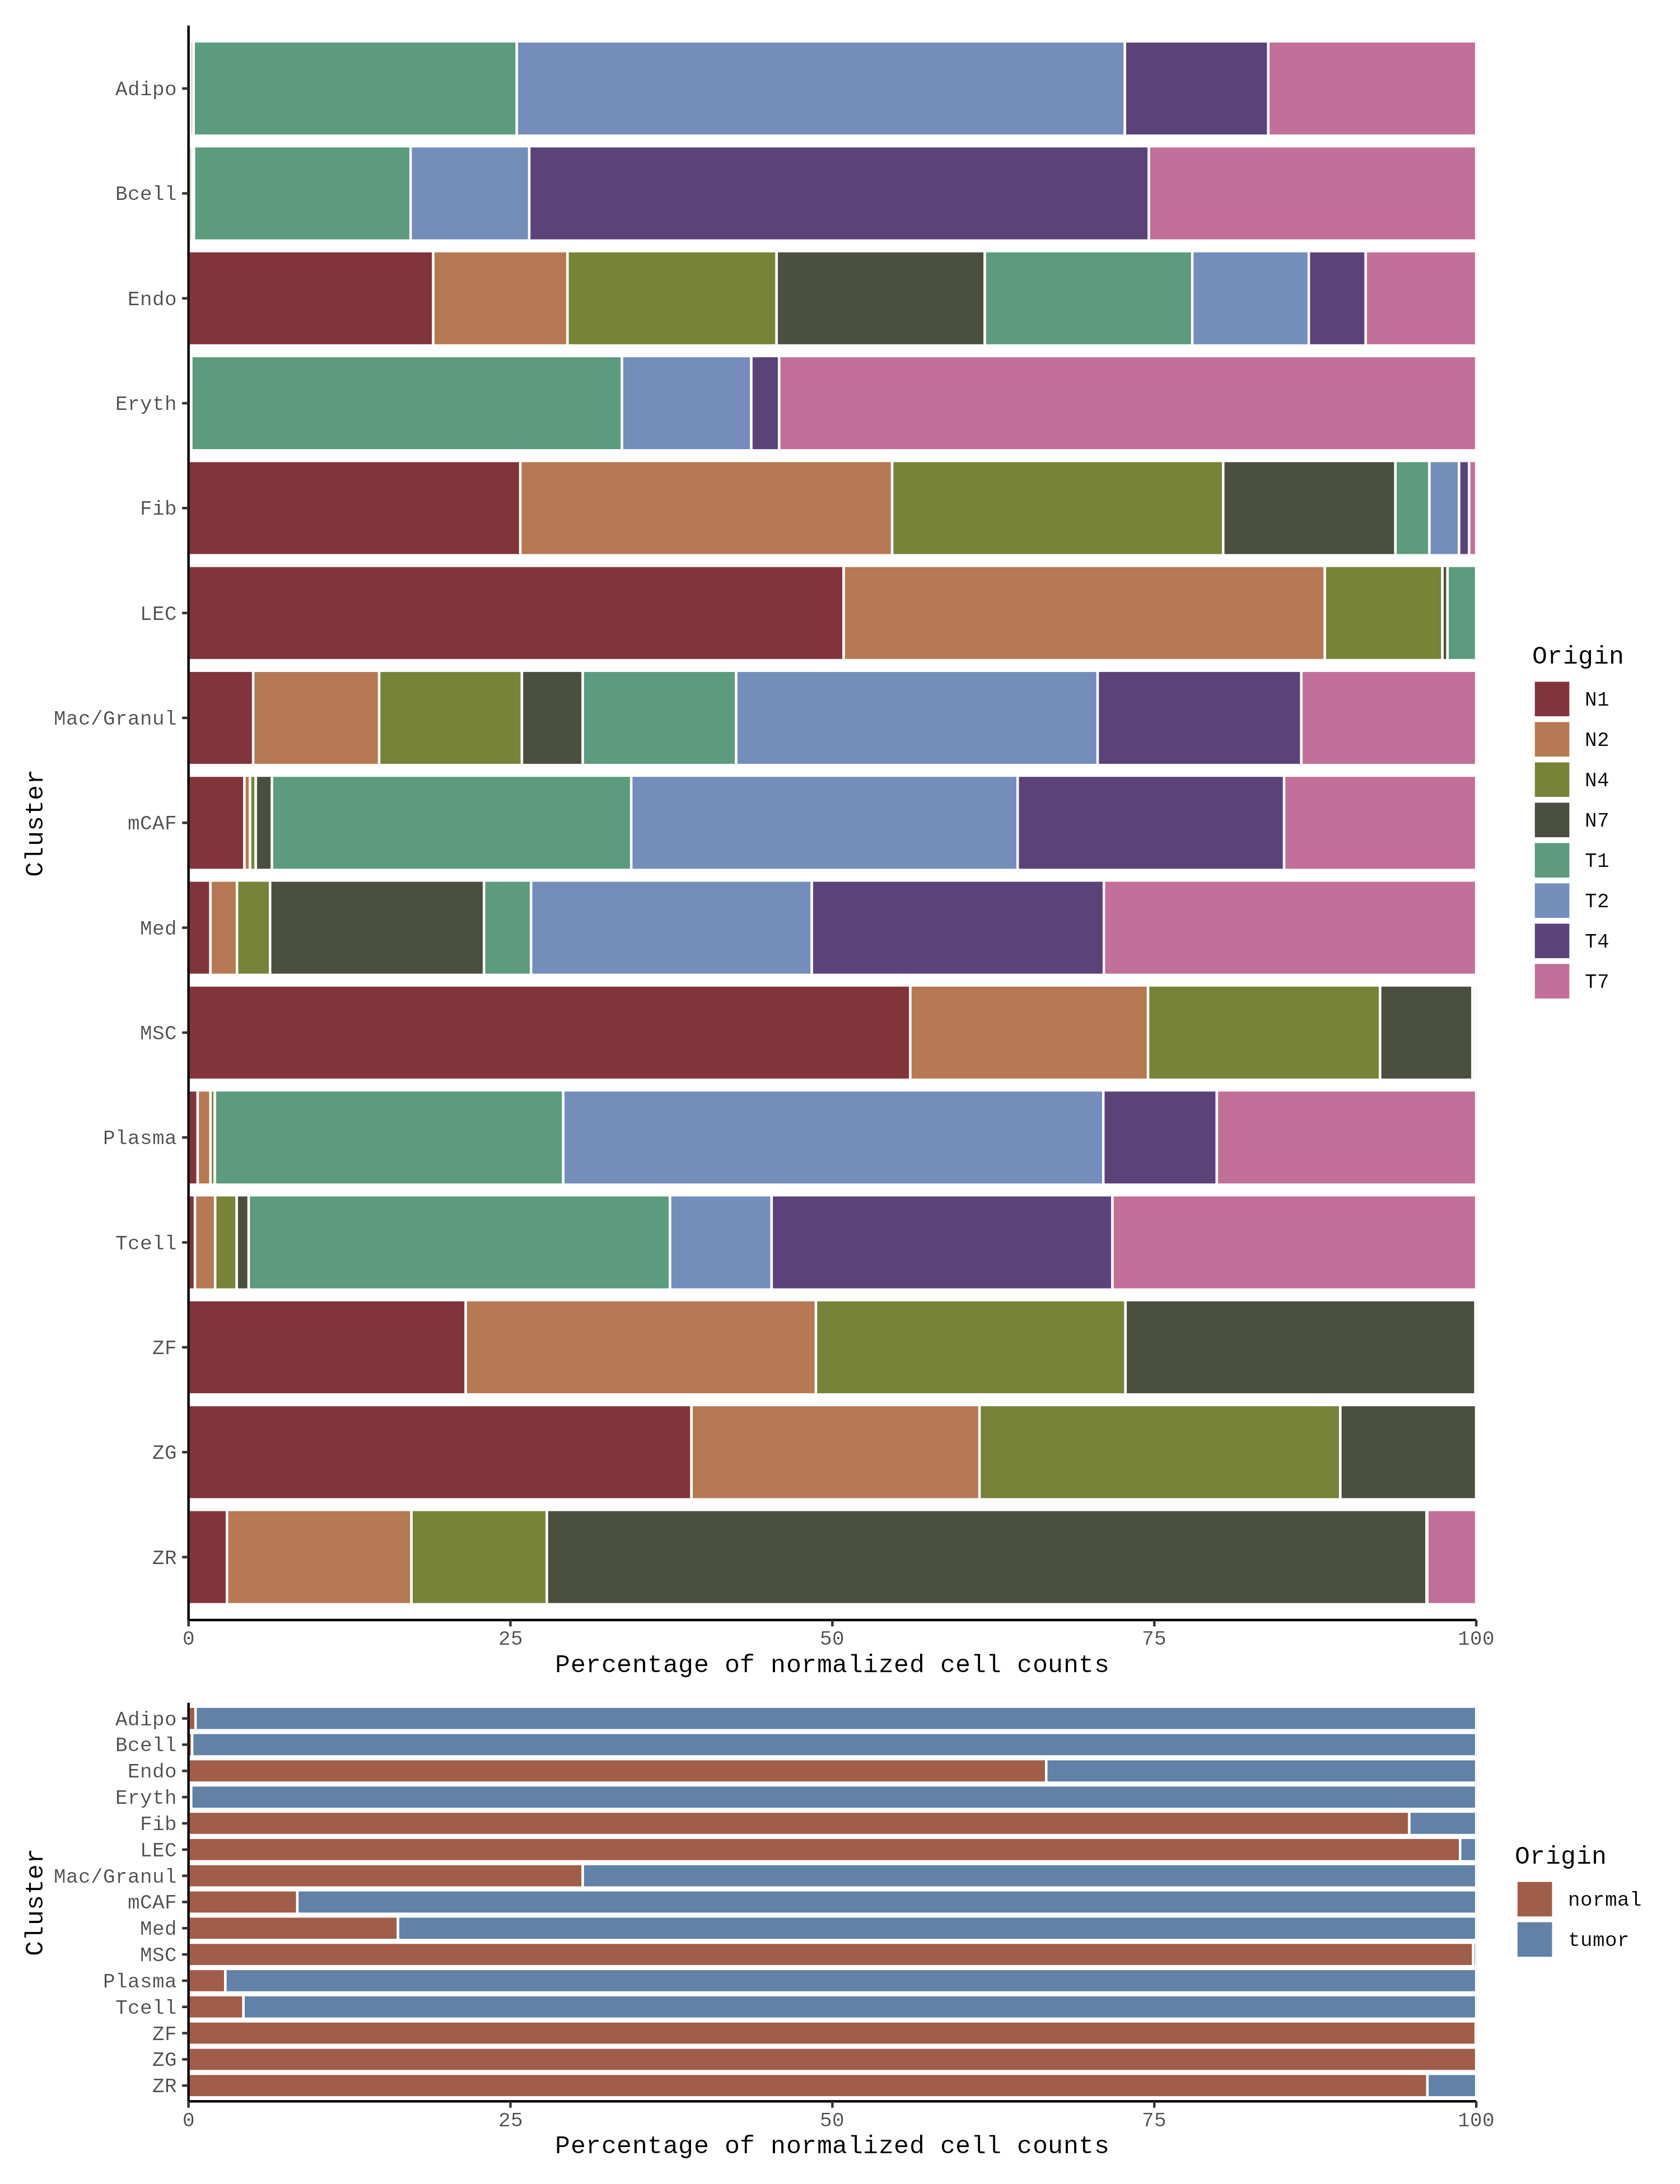 Cluster
Adipo
Bcell
Endo
Eryth
Fib
LEC
Mac/Granul
mCAF
Med
MSC
Plasma
Tcell
ZF
ZG
ZR
0 25 50 75 100
Percentage of normalized cell counts
Origin
N1
N2
N4
N7
T1
T2
T4
T7
Cluster
Adipo
Bcell
Endo
Eryth
Fib
LEC
Mac/Granul
mCAF
Med
MSC
Plasma
Tcell
ZF
ZG
ZR
0 25 50 75 100
Percentage of normalized cell counts
Origin
normal
tumor